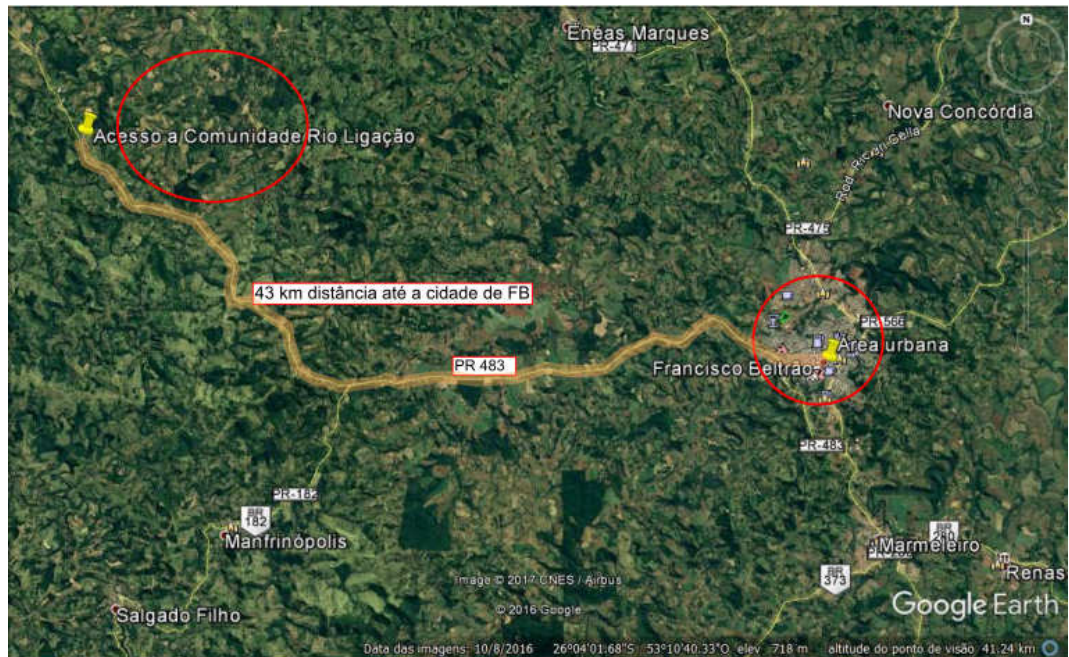 N
Enéas Marques
PR-471
Nova Concórdia
Acesso a Comunidade Rio Ligação
PR-475
43 km distância até a cidade de FB
PR-566
Área urbana
PR 483
Francisco Beltrão
PR-483
PR-182
BR
182
Manfrinópolis
BR
280
Marmeleiro
BR
373
Renas
Image © 2017 CNES / Airbus
© 2016 Google
Google Earth
Salgado Filho
Data das imagens: 10/8/2016 26°04'01.68"S 53°10'40.33"O elev 718 m altitude do ponto de visão 41.24 km